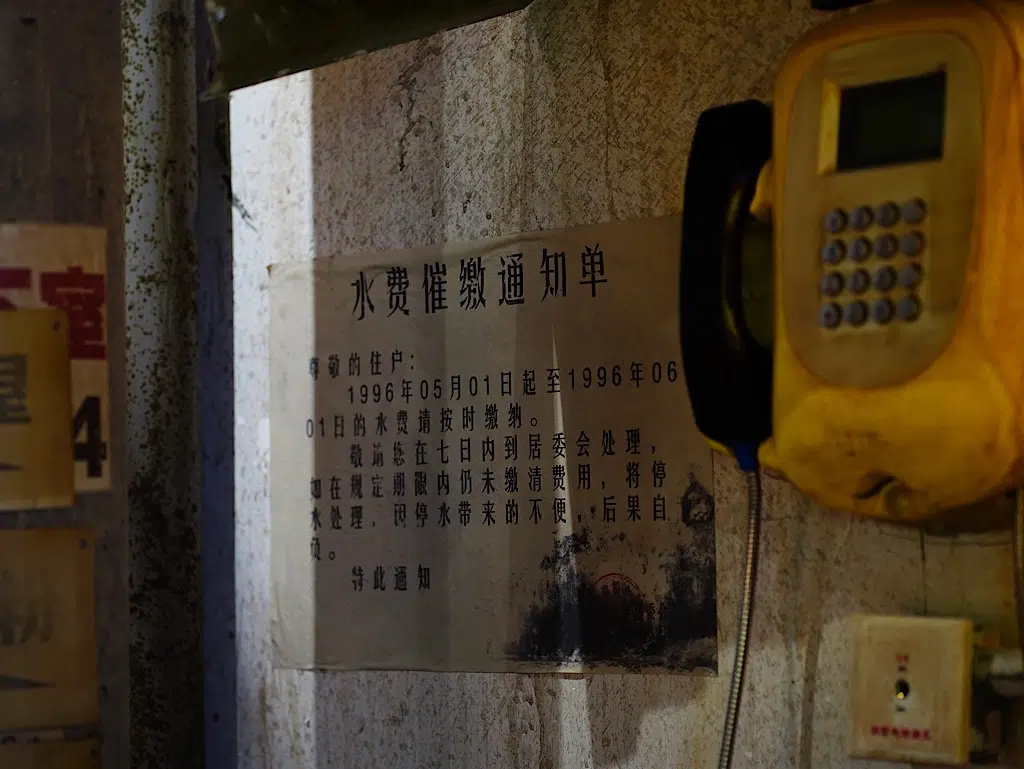 水费催缴通知单
尊敬的住户：
1996年05月01日起至1996年06
01日的水费请按时缴纳。
敬请您在七日内到居委会处理，
如在规定期限内仍未缴清费用，将停
水处理，因停水带来的不便，后果自
负。
特此通知
室
4